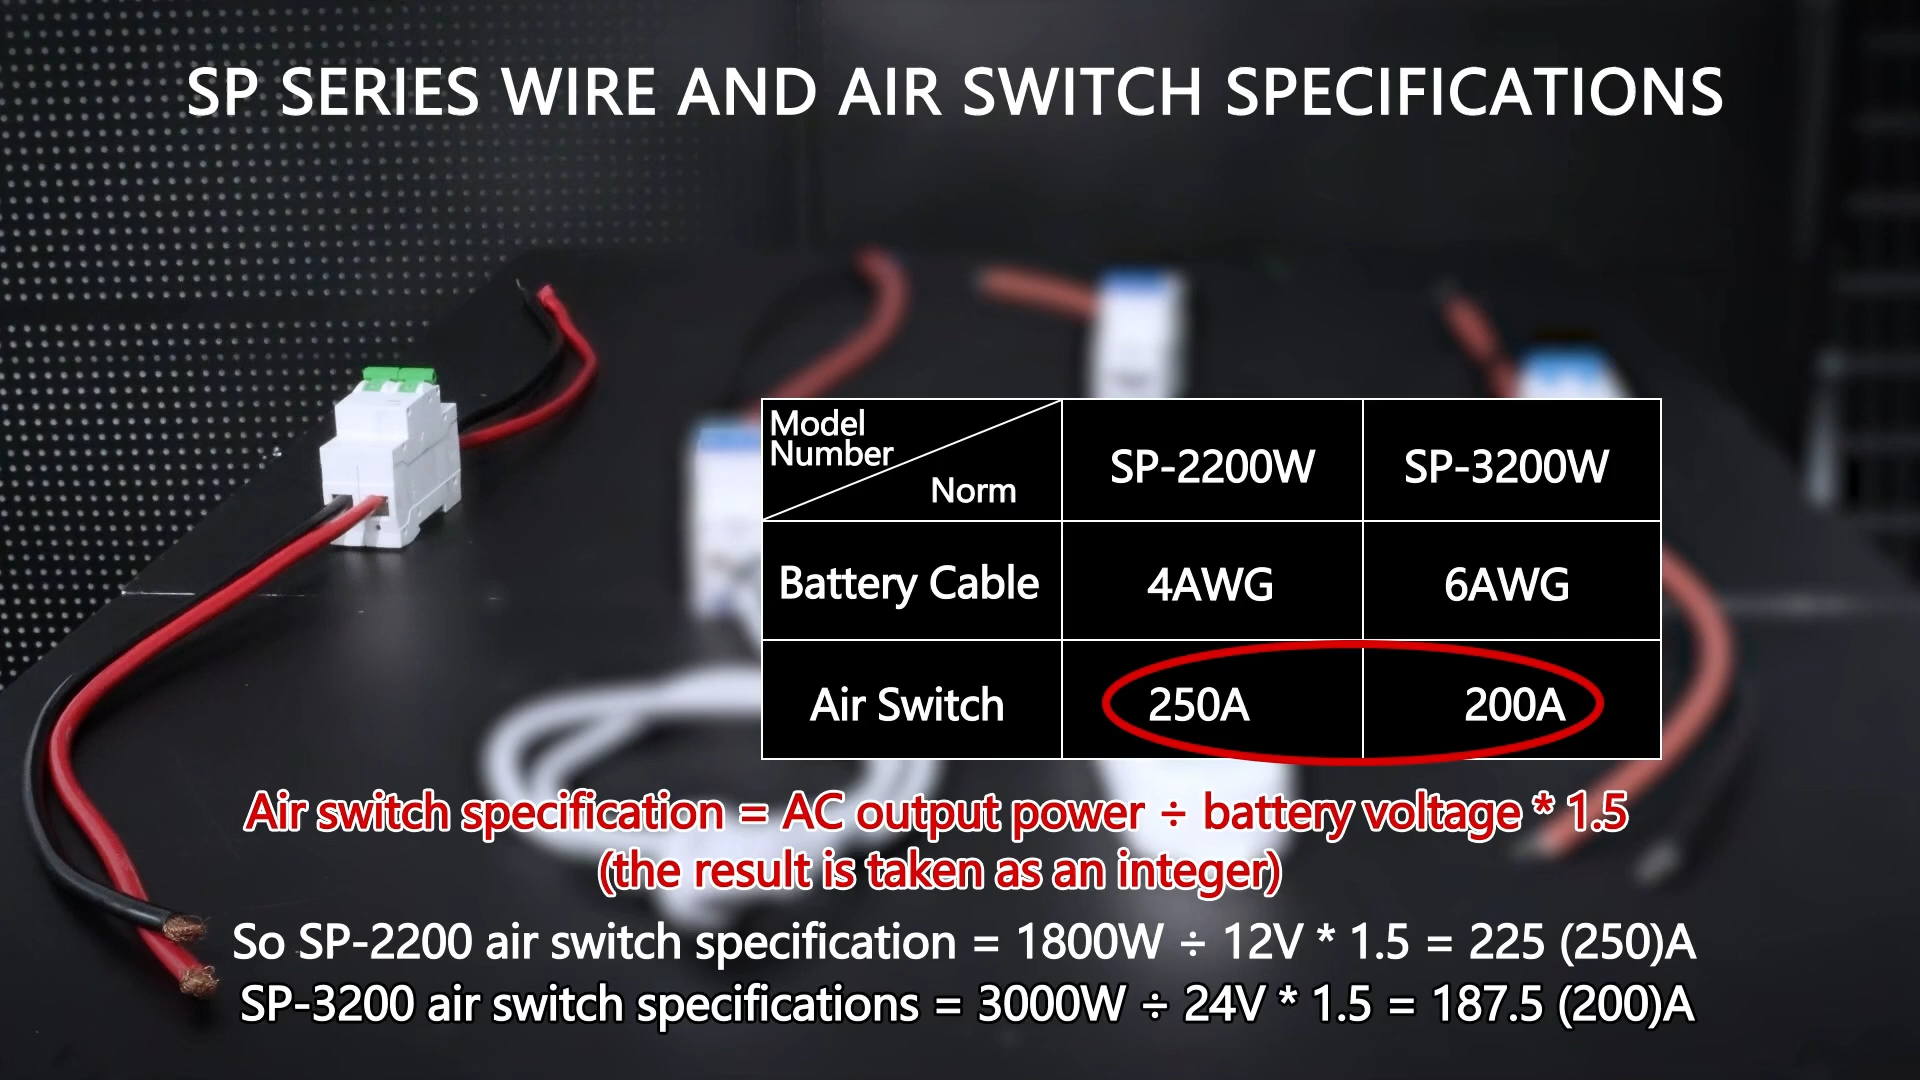 SP SERIES WIRE AND AIR SWITCH SPECIFICATIONS
Model
Number
Norm
SP-2200W
SP-3200W
Battery Cable
4AWG
6AWG
Air Switch
250A
200A
Air switch specification = AC output power ÷ battery voltage * 1.5
(the result is taken as an integer)
So SP-2200 air switch specification = 1800W ÷ 12V * 1.5 = 225 (250)A
SP-3200 air switch specifications = 3000W ÷ 24V * 1.5 = 187.5 (200)A